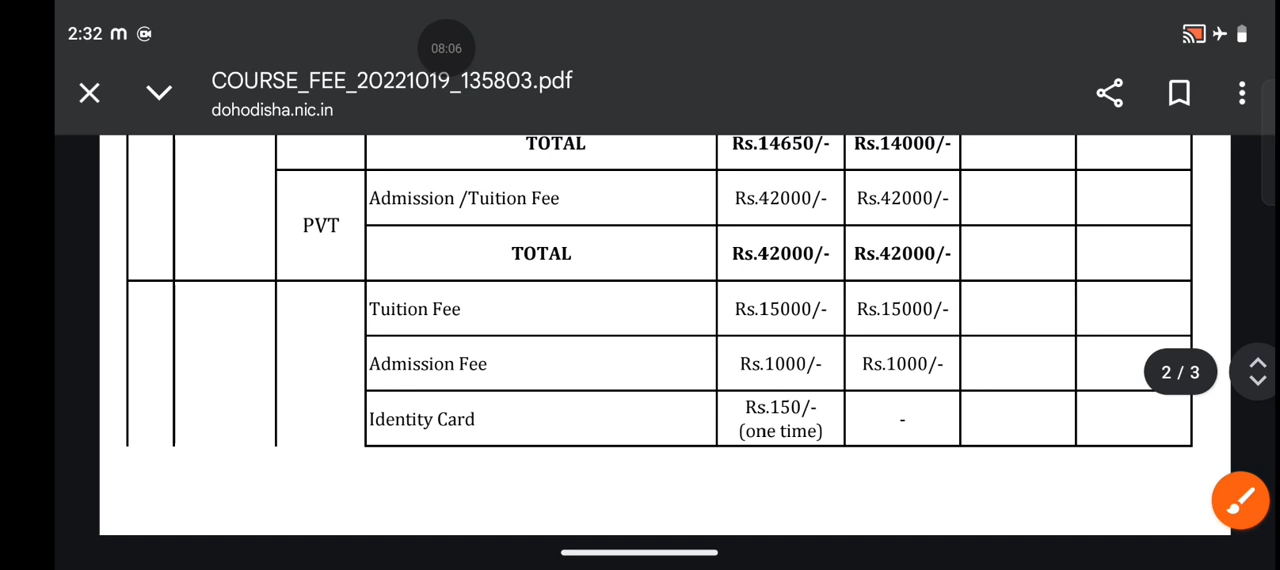 2:32 m
08:06
COURSE_FEE_20221019_135803.pdf
dohodisha.nic.in
TOTAL Rs.14650/- Rs.14000/-
PVT
Admission /Tuition Fee Rs.42000/- Rs.42000/-
TOTAL Rs.42000/- Rs.42000/-
Tuition Fee Rs.15000/- Rs.15000/-
Admission Fee Rs.1000/- Rs.1000/-
2 / 3
Identity Card Rs.150/- (one time) -